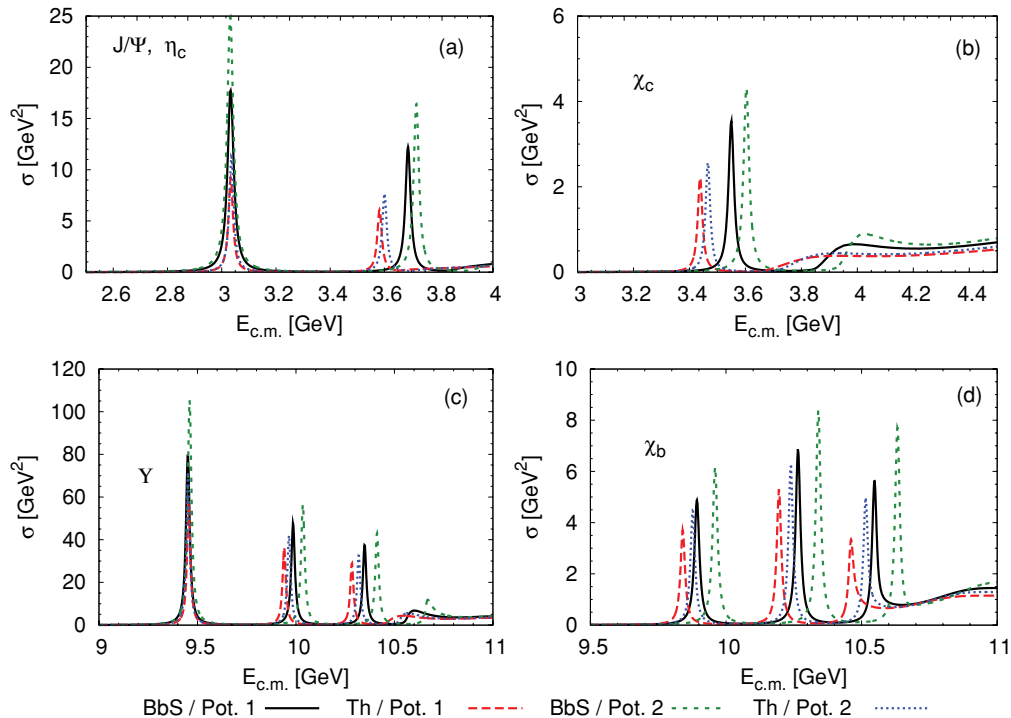 J/Ψ, η_c
(a)
σ [GeV²]
25
20
15
10
5
0
2.6 2.8 3 3.2 3.4 3.6 3.8 4
E_c.m. [GeV]
χ_c
(b)
σ [GeV²]
6
4
2
0
3 3.2 3.4 3.6 3.8 4 4.2 4.4
E_c.m. [GeV]
Υ
(c)
σ [GeV²]
120
100
80
60
40
20
0
9 9.5 10 10.5 11
E_c.m. [GeV]
χ_b
(d)
σ [GeV²]
10
8
6
4
2
0
9.5 10 10.5 11
E_c.m. [GeV]
BbS / Pot. 1 Th / Pot. 1 BbS / Pot. 2 Th / Pot. 2